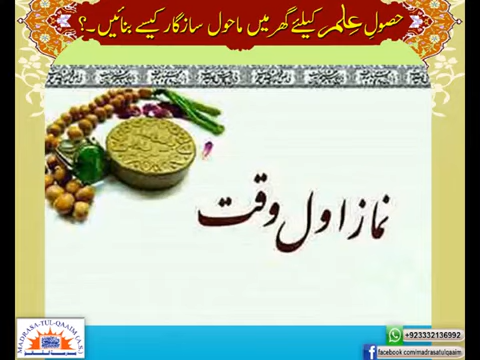 حصولِ علم کیلئے گھر میں ماحول سازگار کیسے بنائیں۔؟
نماز اول وقت
MADRASA-TUL-QAAIM (A.S.)
+923332136992
facebook.com/madrasatulqaaim